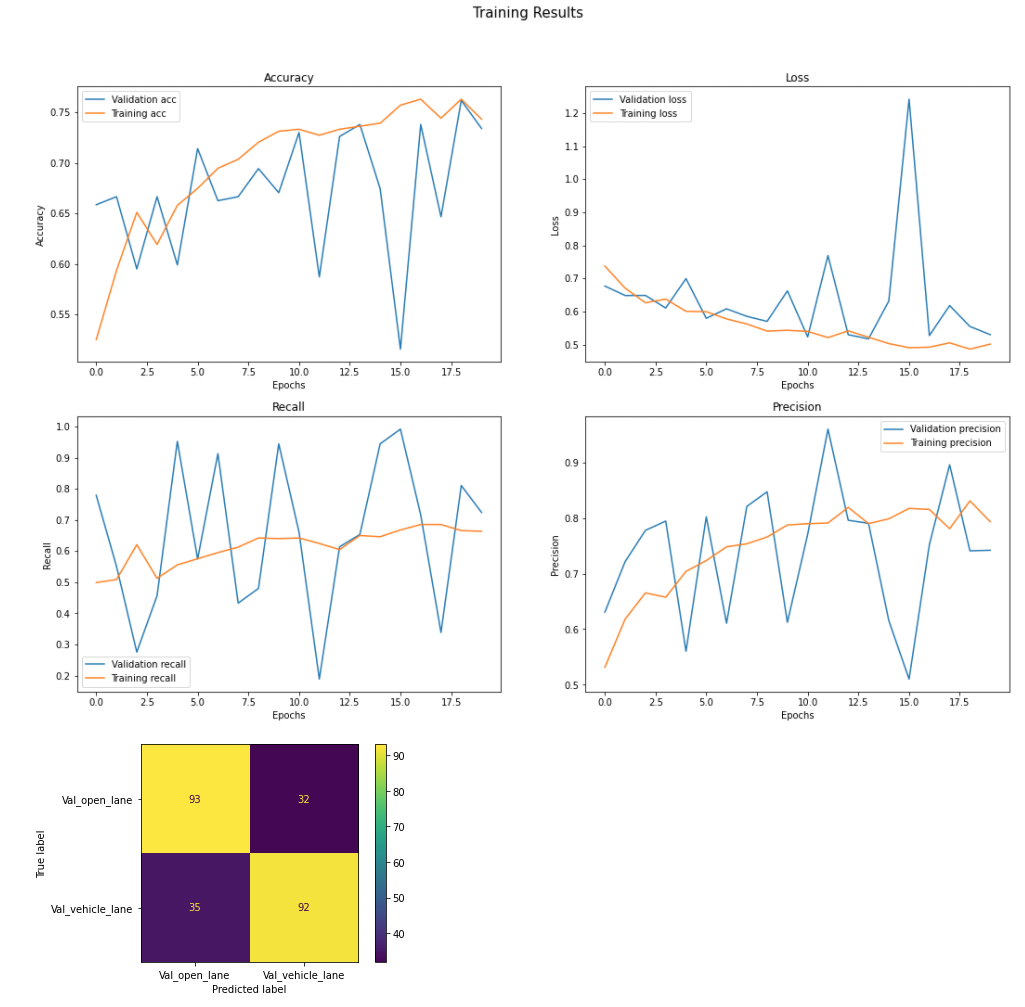 Training Results
Accuracy
Validation acc
Training acc
0.75
0.70
0.65
0.60
0.55
Accuracy
0.0 2.5 5.0 7.5 10.0 12.5 15.0 17.5
Epochs
Loss
Validation loss
Training loss
1.2
1.1
1.0
0.9
0.8
0.7
0.6
0.5
Loss
0.0 2.5 5.0 7.5 10.0 12.5 15.0 17.5
Epochs
Recall
1.0
0.9
0.8
0.7
0.6
0.5
0.4
0.3
0.2
Recall
Validation recall
Training recall
0.0 2.5 5.0 7.5 10.0 12.5 15.0 17.5
Epochs
Precision
Validation precision
Training precision
0.9
0.8
0.7
0.6
0.5
Precision
0.0 2.5 5.0 7.5 10.0 12.5 15.0 17.5
Epochs
True label
Val_open_lane
93 32
Val_vehicle_lane
35 92
Val_open_lane Val_vehicle_lane
Predicted label
90
80
70
60
50
40